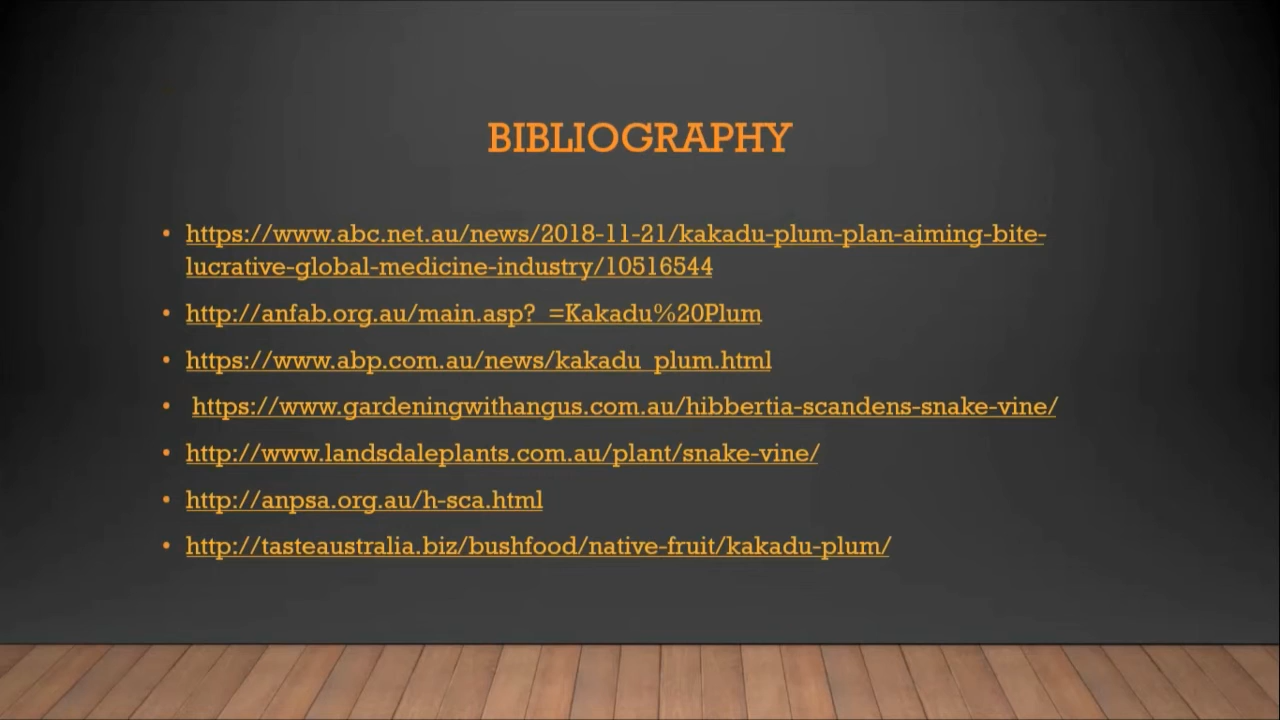 BIBLIOGRAPHY
• https://www.abc.net.au/news/2018-11-21/kakadu-plum-plan-aiming-bite-
lucrative-global-medicine-industry/10516544
• http://anfab.org.au/main.asp?_=Kakadu%20Plum
• https://www.abp.com.au/news/kakadu_plum.html
• https://www.gardeningwithangus.com.au/hibbertia-scandens-snake-vine/
• http://www.landsdaleplants.com.au/plant/snake-vine/
• http://anpsa.org.au/h-sca.html
• http://tasteaustralia.biz/bushfood/native-fruit/kakadu-plum/